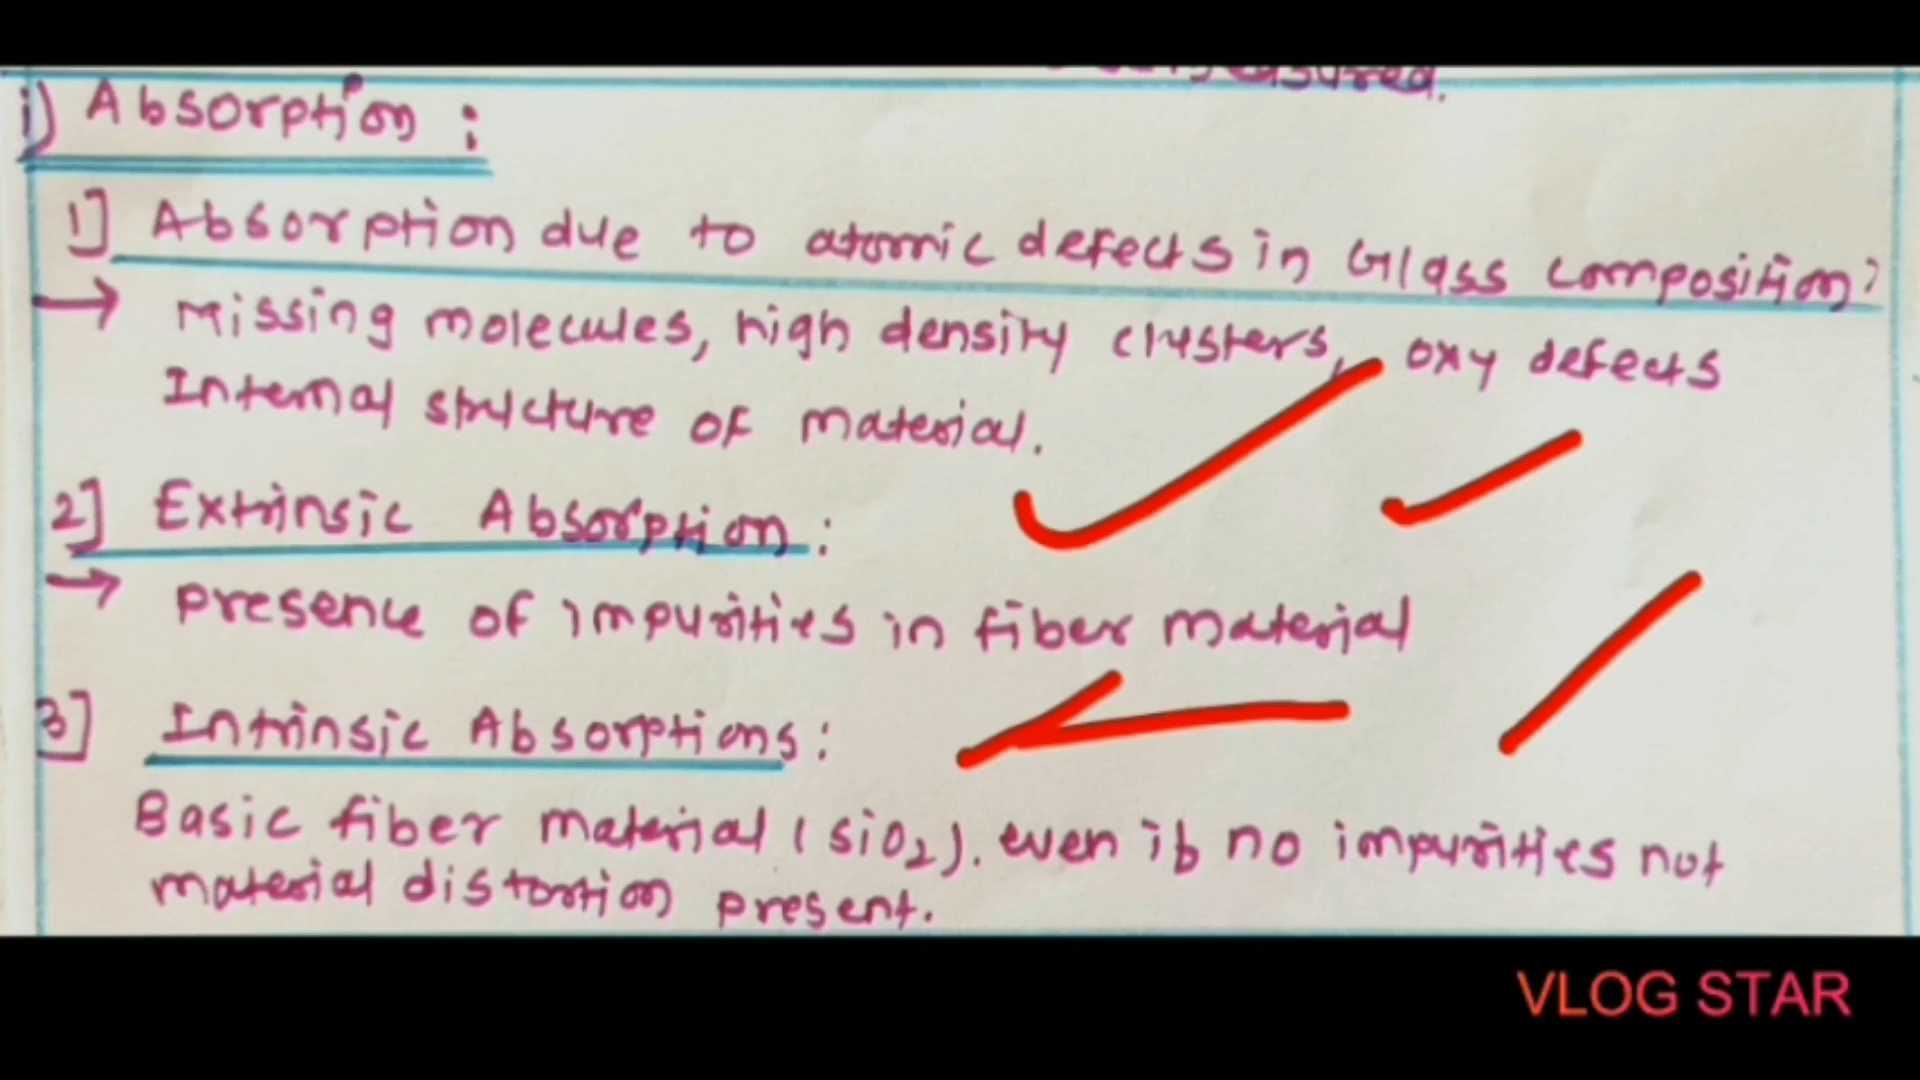 measured.
i) Absorption :
1] Absorption due to atomic defects in Glass composition:
→ Missing molecules, high density clusters, oxy defects
Internal structure of material.
2] Extrinsic Absorption :
→ presence of impurities in fiber material
3] Intrinsic Absorptions :
Basic fiber material (SiO₂). even if no impurities not
material distortion present.
VLOG STAR